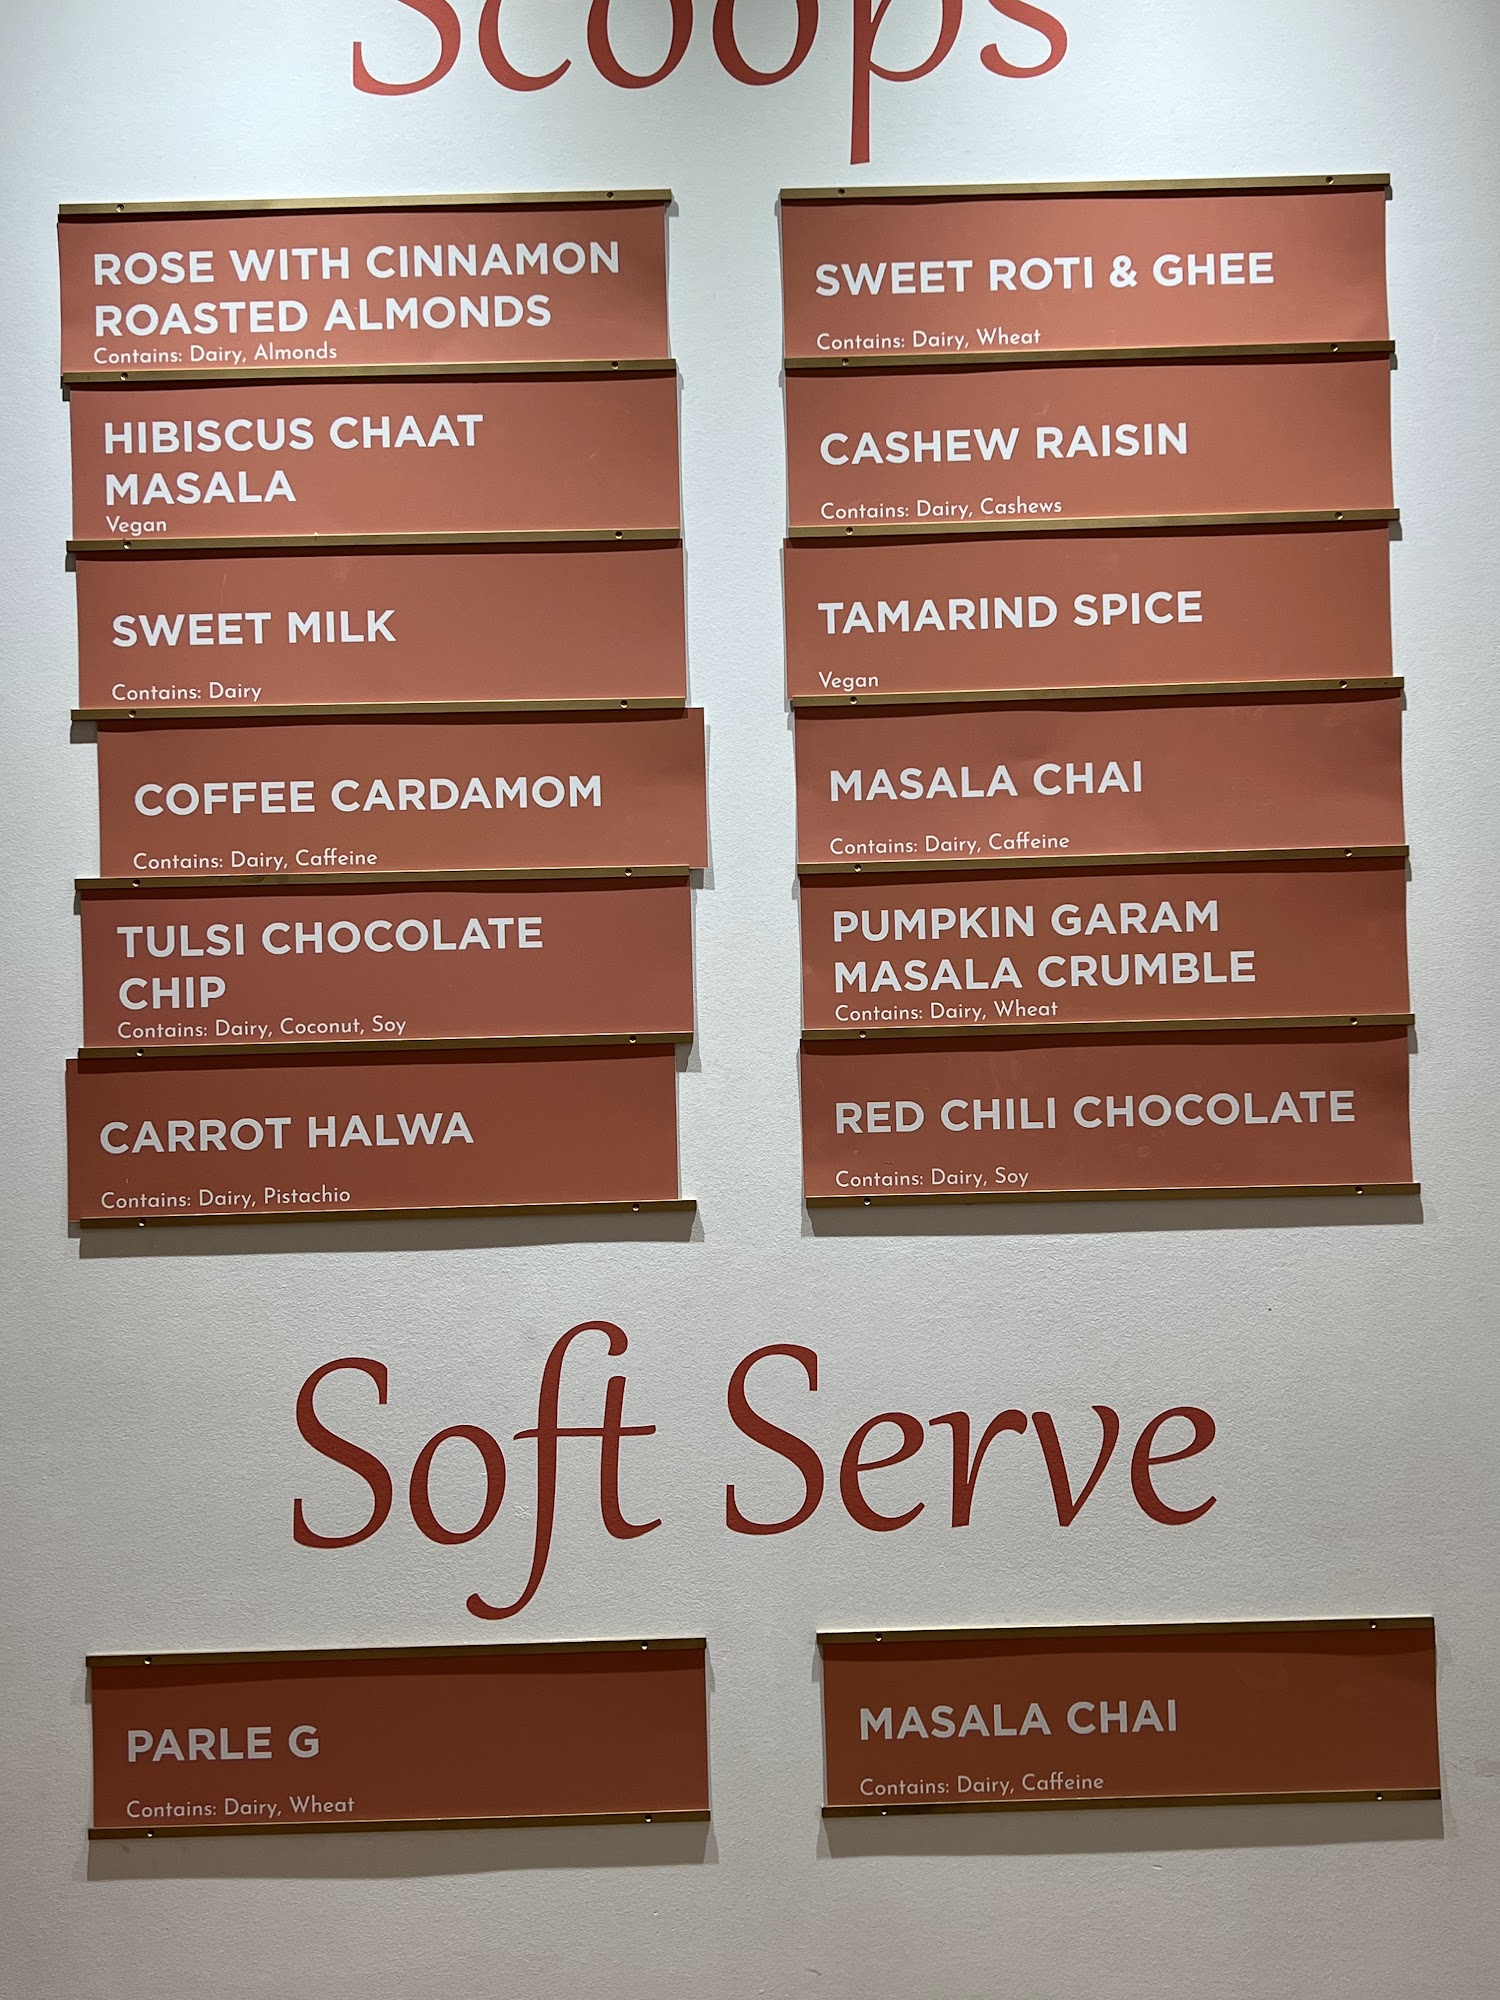 Scoops
ROSE WITH CINNAMON
ROASTED ALMONDS
Contains: Dairy, Almonds
HIBISCUS CHAAT
MASALA
Vegan
SWEET MILK
Contains: Dairy
COFFEE CARDAMOM
Contains: Dairy, Caffeine
TULSI CHOCOLATE
CHIP
Contains: Dairy, Coconut, Soy
CARROT HALWA
Contains: Dairy, Pistachio
SWEET ROTI & GHEE
Contains: Dairy, Wheat
CASHEW RAISIN
Contains: Dairy, Cashews
TAMARIND SPICE
Vegan
MASALA CHAI
Contains: Dairy, Caffeine
PUMPKIN GARAM
MASALA CRUMBLE
Contains: Dairy, Wheat
RED CHILI CHOCOLATE
Contains: Dairy, Soy
Soft Serve
PARLE G
Contains: Dairy, Wheat
MASALA CHAI
Contains: Dairy, Caffeine